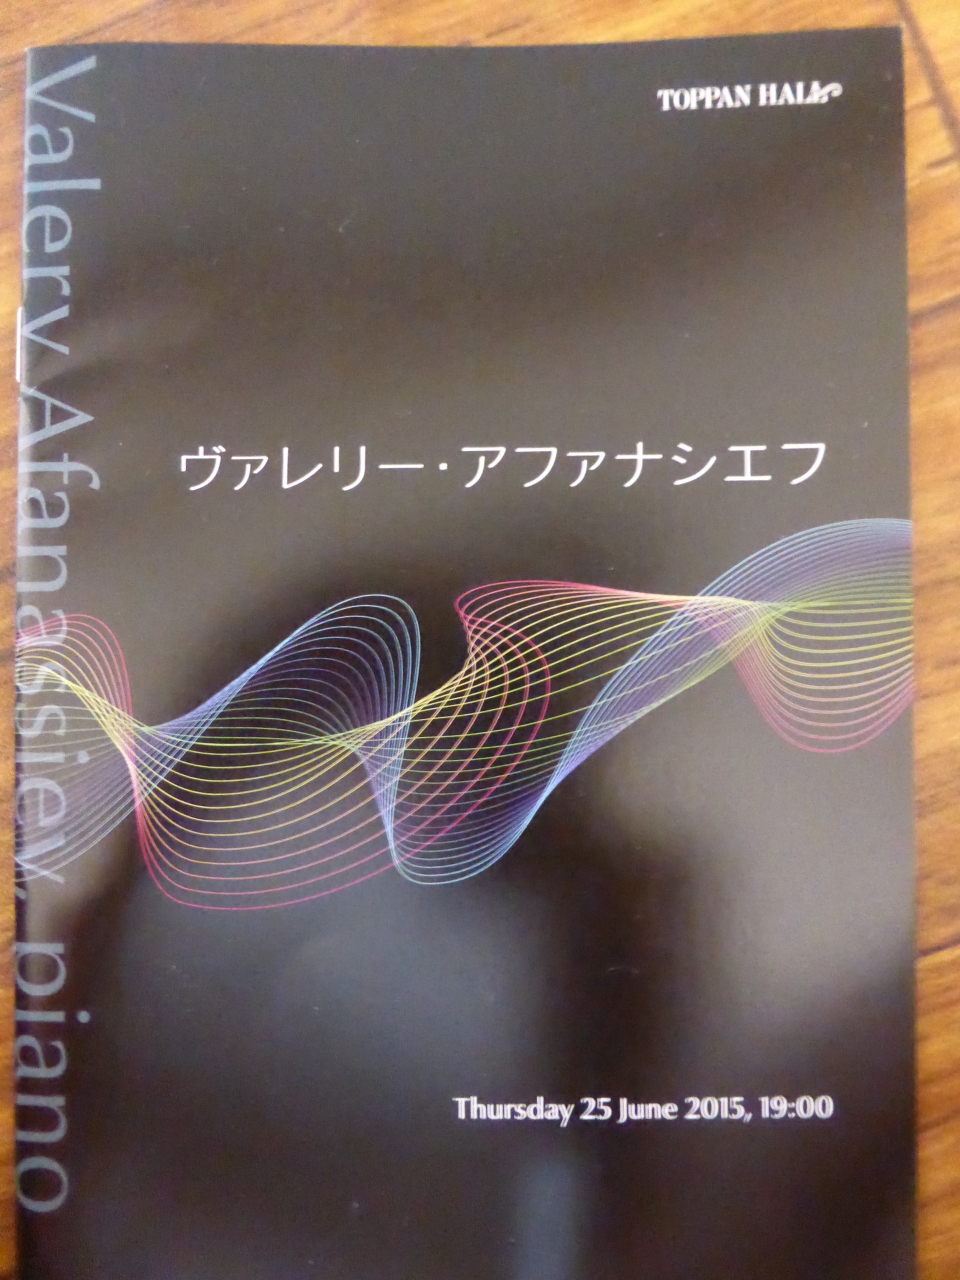 TOPPAN HALL
Valery Afanassiew, piano
ヴァレリー・アファナシエフ
Thursday 25 June 2015, 19:00